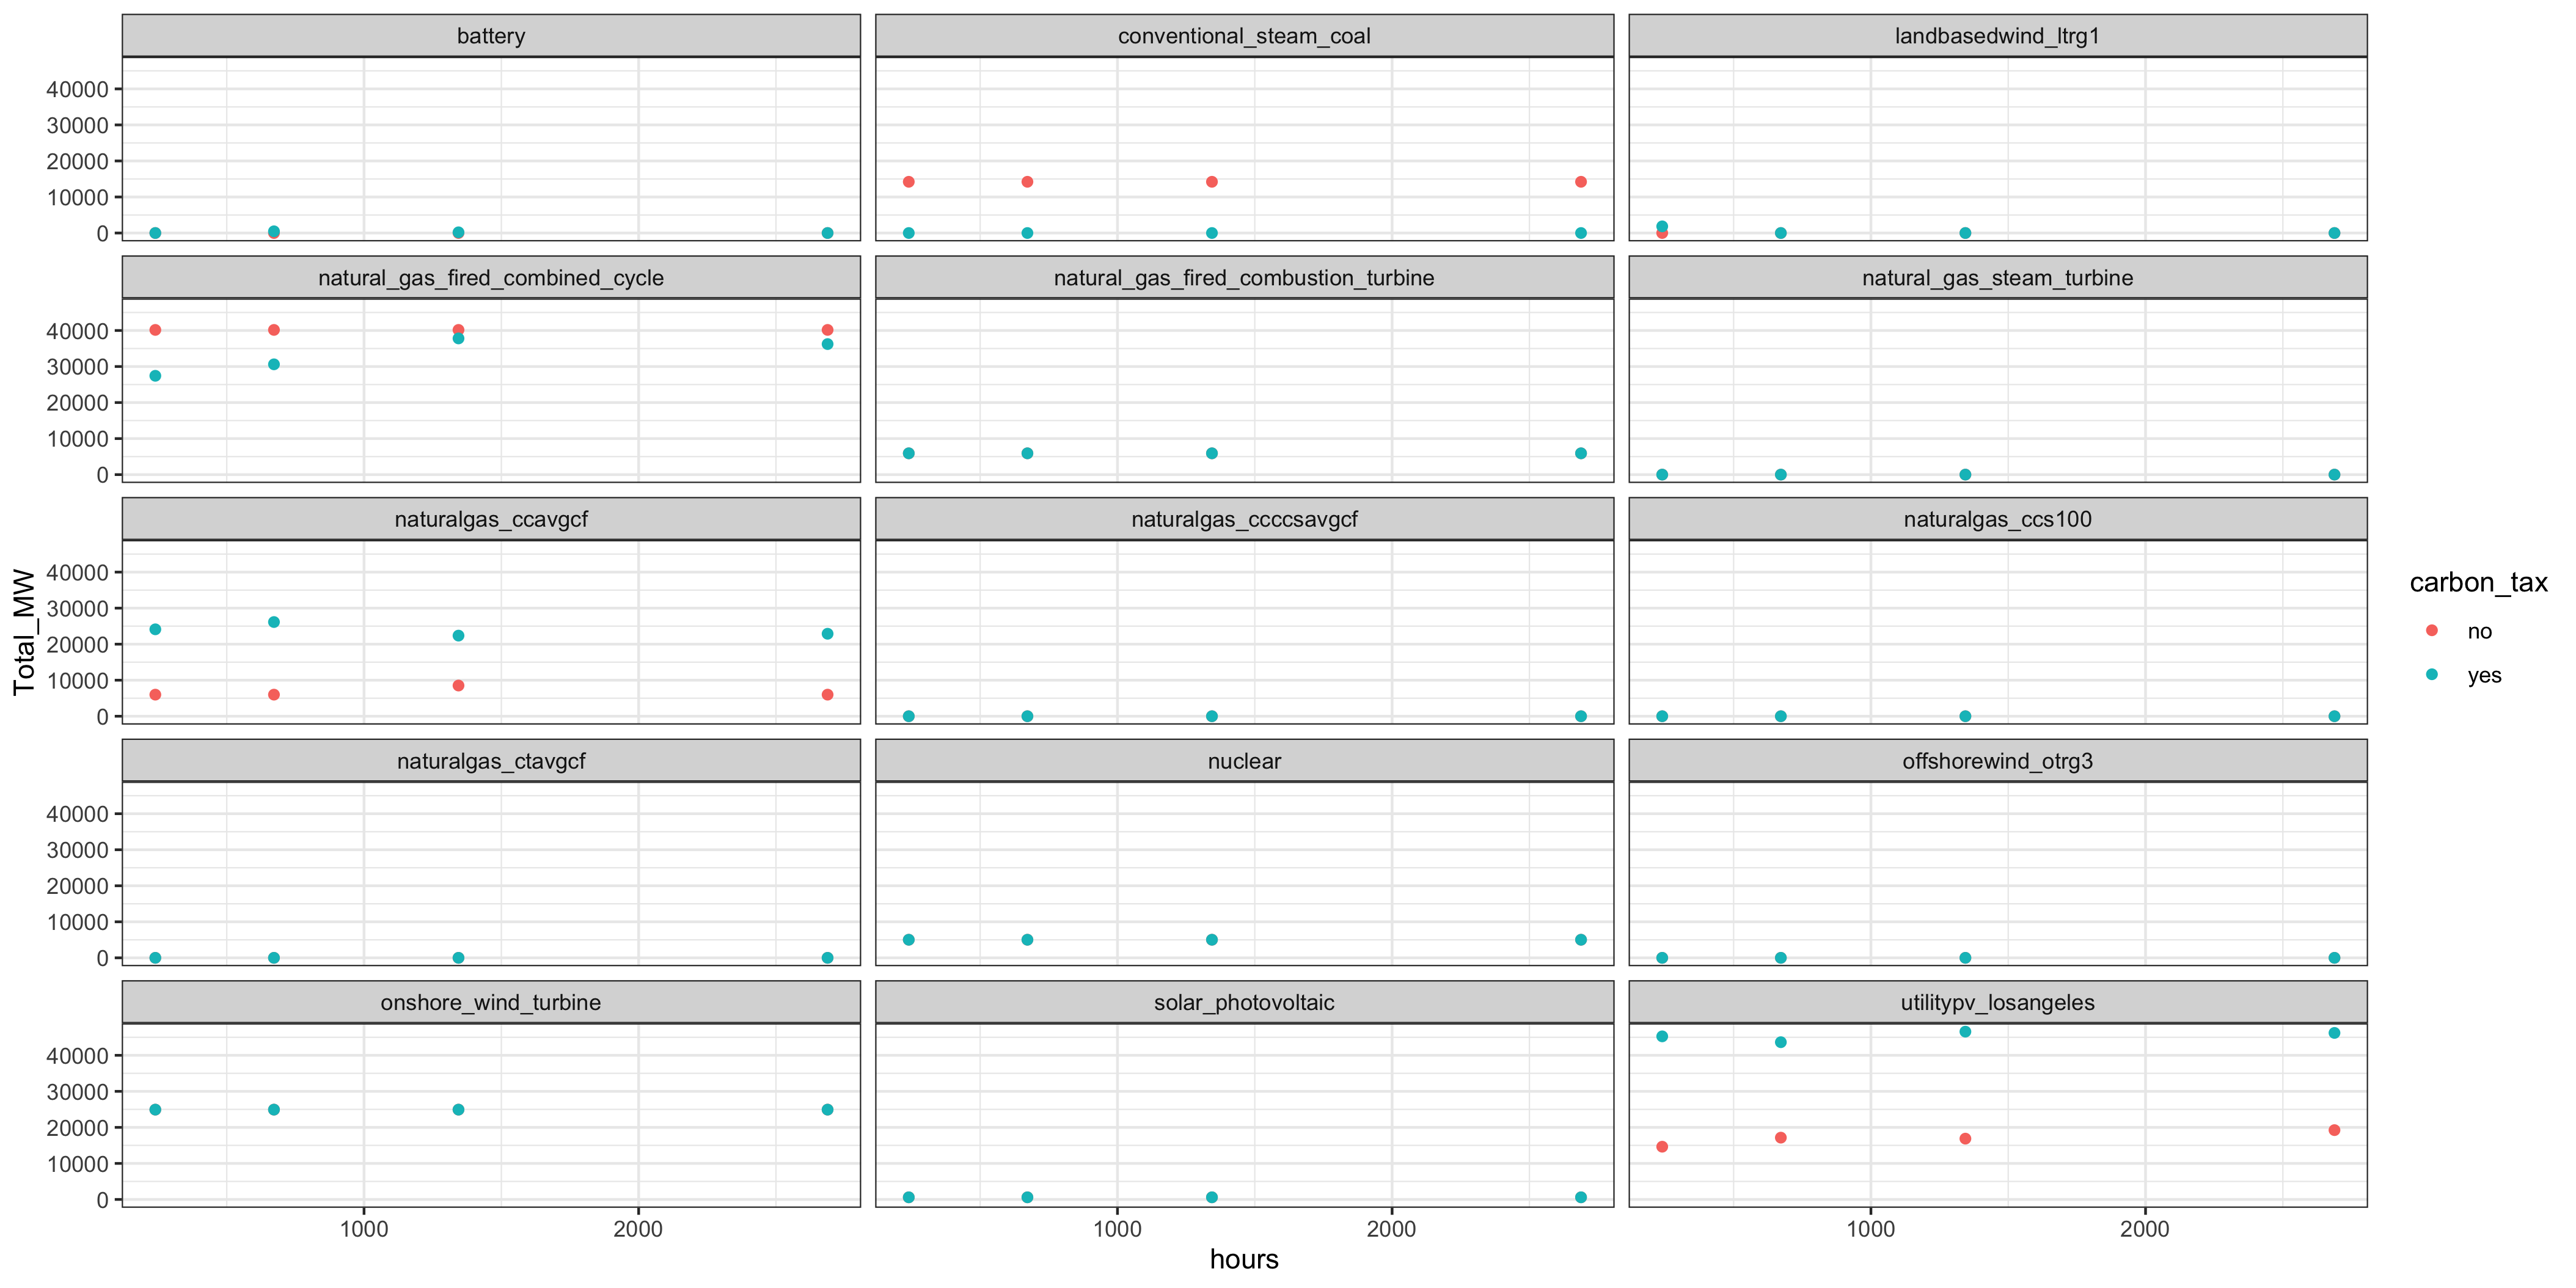 battery
conventional_steam_coal
landbasedwind_ltrg1
40000
30000
20000
10000
0
natural_gas_fired_combined_cycle
natural_gas_fired_combustion_turbine
natural_gas_steam_turbine
40000
30000
20000
10000
0
naturalgas_ccavgcf
naturalgas_ccccsavgcf
naturalgas_ccs100
40000
30000
20000
10000
0
naturalgas_ctavgcf
nuclear
offshorewind_otrg3
40000
30000
20000
10000
0
onshore_wind_turbine
solar_photovoltaic
utilitypv_losangeles
40000
30000
20000
10000
0
1000 2000
1000 2000
1000 2000
hours
Total_MW
carbon_tax
no
yes